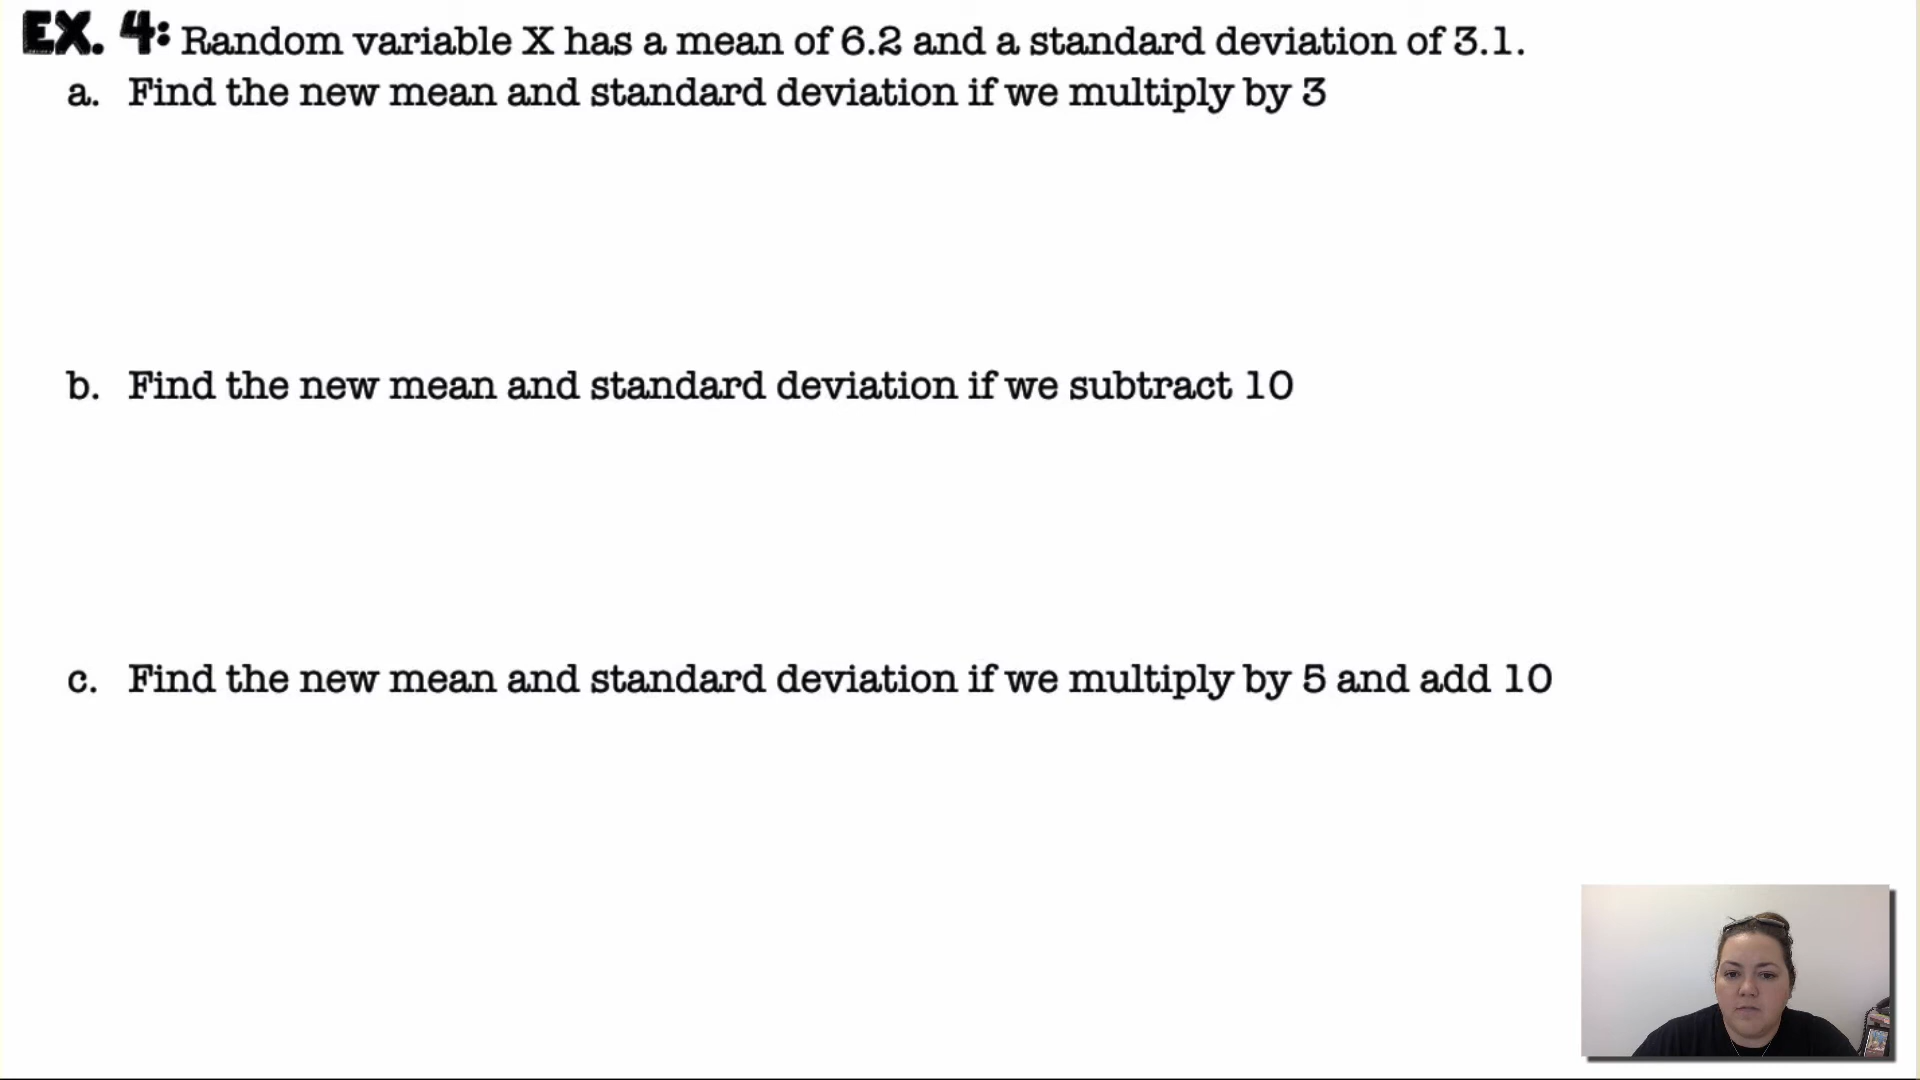 EX. 4: Random variable X has a mean of 6.2 and a standard deviation of 3.1.
a. Find the new mean and standard deviation if we multiply by 3
b. Find the new mean and standard deviation if we subtract 10
c. Find the new mean and standard deviation if we multiply by 5 and add 10